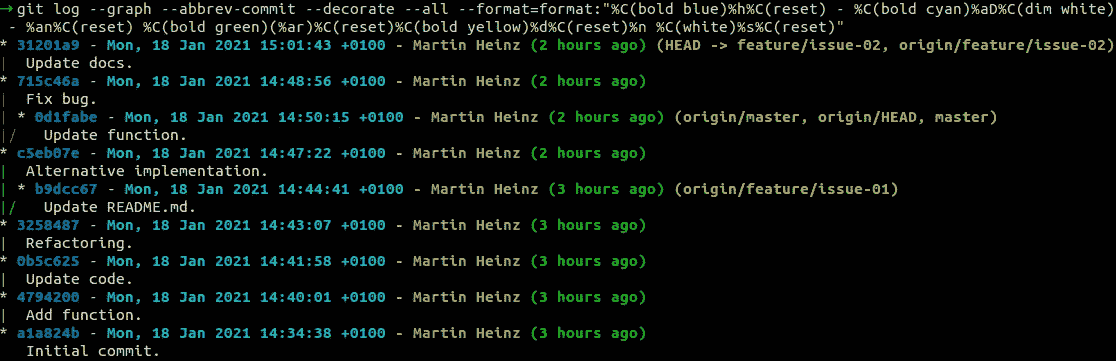 → git log --graph --abbrev-commit --decorate --all --format=format:"%C(bold blue)%h%C(reset) - %C(bold cyan)%aD%C(dim white)
- %an%C(reset) %C(bold green)(%ar)%C(reset)%C(bold yellow)%d%C(reset)%n %C(white)%s%C(reset)"
* 31201a9 - Mon, 18 Jan 2021 15:01:43 +0100 - Martin Heinz (2 hours ago) (HEAD -> feature/issue-02, origin/feature/issue-02)
| Update docs.
* 715c46a - Mon, 18 Jan 2021 14:48:56 +0100 - Martin Heinz (2 hours ago)
| Fix bug.
| * 0d1fabe - Mon, 18 Jan 2021 14:50:15 +0100 - Martin Heinz (2 hours ago) (origin/master, origin/HEAD, master)
|/ Update function.
* c5eb07e - Mon, 18 Jan 2021 14:47:22 +0100 - Martin Heinz (2 hours ago)
| Alternative implementation.
| * b9dcc67 - Mon, 18 Jan 2021 14:44:41 +0100 - Martin Heinz (3 hours ago) (origin/feature/issue-01)
|/ Update README.md.
* 3258487 - Mon, 18 Jan 2021 14:43:07 +0100 - Martin Heinz (3 hours ago)
| Refactoring.
* 0b5c625 - Mon, 18 Jan 2021 14:41:58 +0100 - Martin Heinz (3 hours ago)
| Update code.
* 4794200 - Mon, 18 Jan 2021 14:40:01 +0100 - Martin Heinz (3 hours ago)
| Add function.
* a1a824b - Mon, 18 Jan 2021 14:34:38 +0100 - Martin Heinz (3 hours ago)
Initial commit.